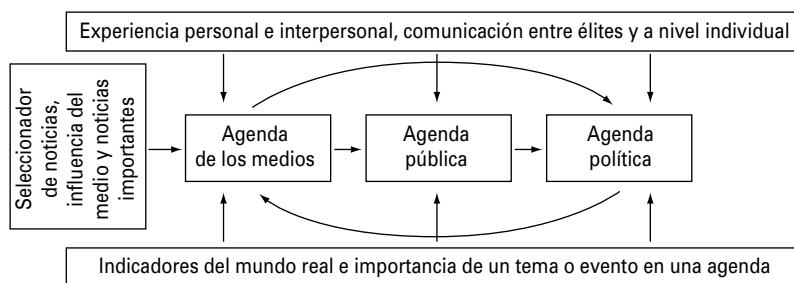 Experiencia personal e interpersonal, comunicación entre élites y a nivel individual
Seleccionador
de noticias,
influencia del
medio y noticias
importantes
Agenda
de los medios
Agenda
pública
Agenda
política
Indicadores del mundo real e importancia de un tema o evento en una agenda